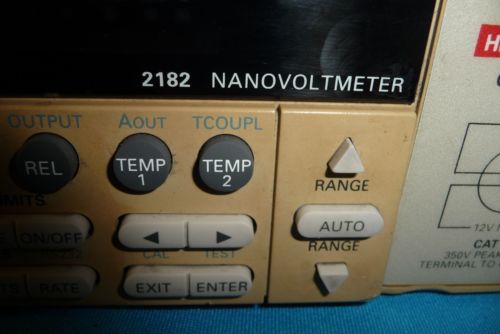 2182 NANOVOLTMETER
OUTPUT AOUT TCOUPL
REL TEMP 1 TEMP 2
RANGE
ON/OFF AUTO
RANGE
CAL TEST
RATE EXIT ENTER
12V
CAT
350V PEAK
TERMINAL TO